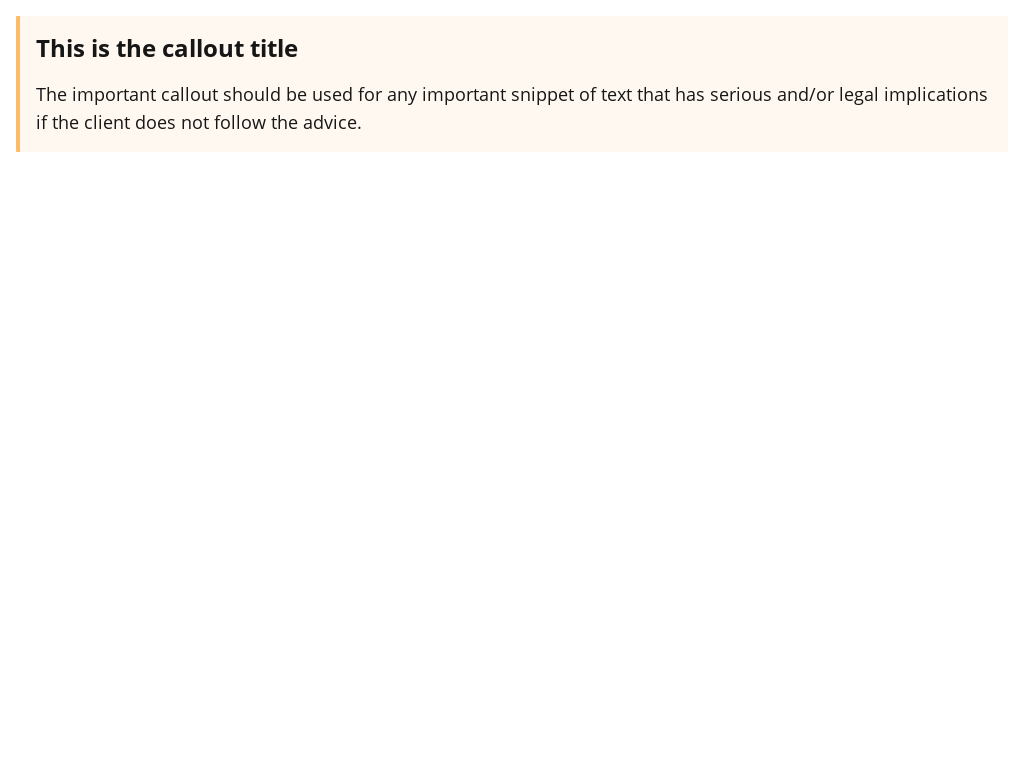 This is the callout title
The important callout should be used for any important snippet of text that has serious and/or legal implications
if the client does not follow the advice.